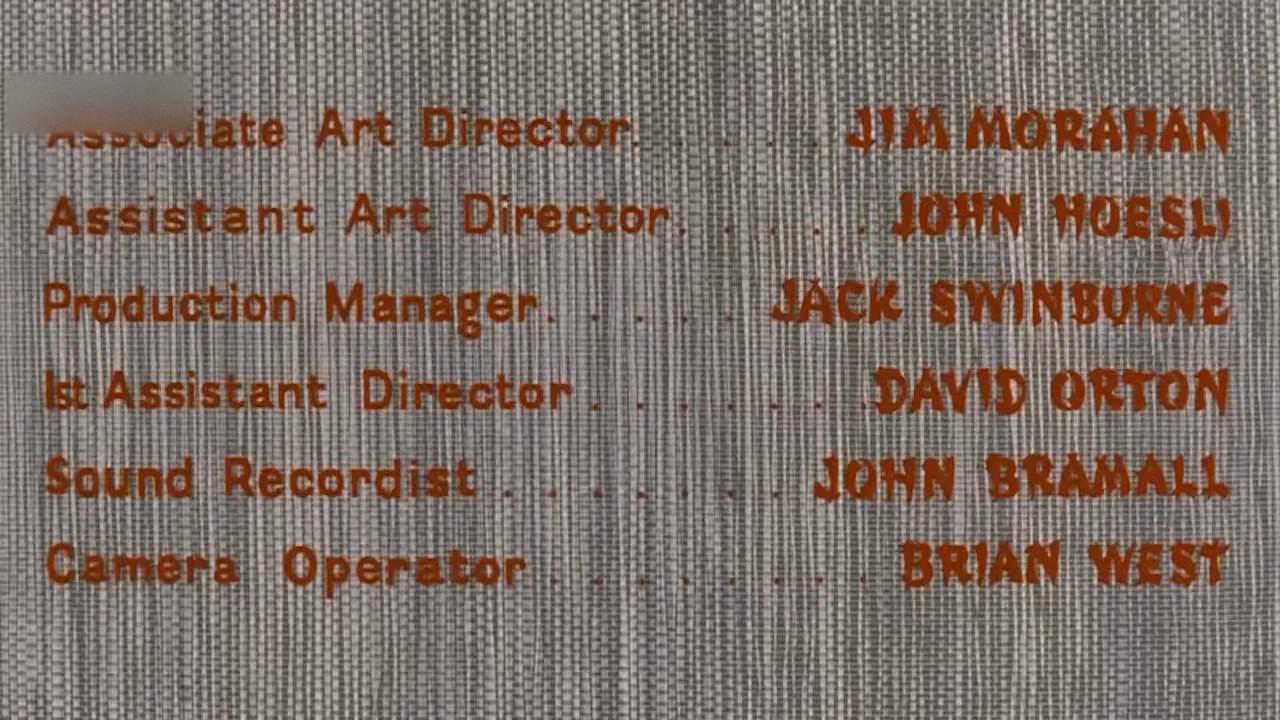 Associate Art Director. . . . . JIM MORAHAN
Assistant Art Director. . . . . JOHN HOESLI
Production Manager. . . . . JACK SWINBURNE
1st Assistant Director . . . . . . . DAVID ORTON
Sound Recordist . . . . . . . JOHN BRAMALL
Camera Operator . . . . . . . . BRIAN WEST